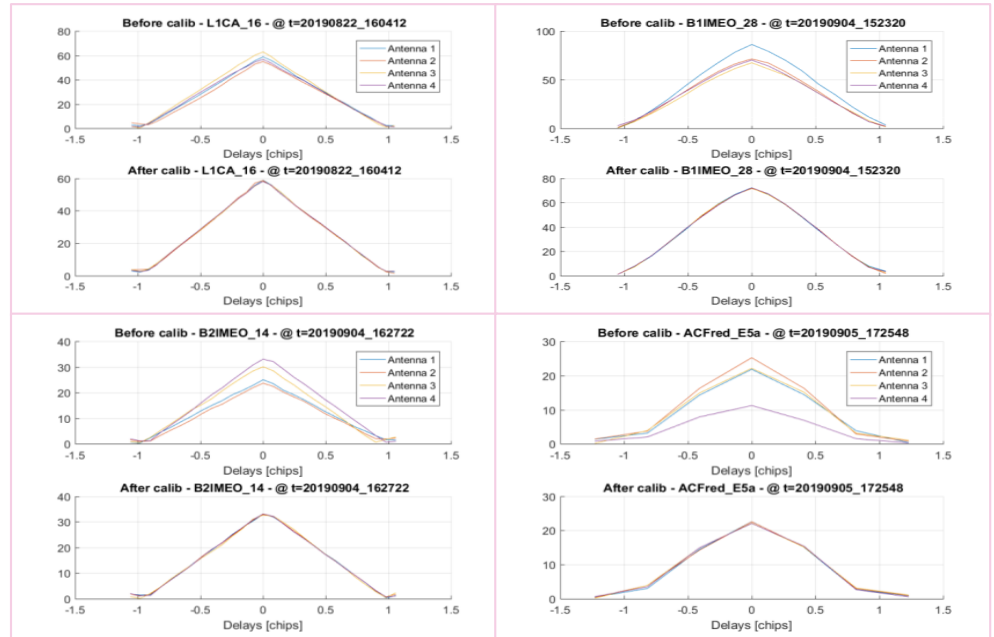 Before calib - L1CA_16 - @ t=20190822_160412
80
60
40
20
0
Antenna 1
Antenna 2
Antenna 3
Antenna 4
-1.5 -1 -0.5 0 0.5 1 1.5
Delays [chips]
After calib - L1CA_16 - @ t=20190822_160412
60
40
20
0
-1.5 -1 -0.5 0 0.5 1 1.5
Delays [chips]
Before calib - B1IMEO_28 - @ t=20190904_152320
100
50
0
Antenna 1
Antenna 2
Antenna 3
Antenna 4
-1.5 -1 -0.5 0 0.5 1 1.5
Delays [chips]
After calib - B1IMEO_28 - @ t=20190904_152320
80
60
40
20
0
-1.5 -1 -0.5 0 0.5 1 1.5
Delays [chips]
Before calib - B2IMEO_14 - @ t=20190904_162722
40
30
20
10
0
Antenna 1
Antenna 2
Antenna 3
Antenna 4
-1.5 -1 -0.5 0 0.5 1 1.5
Delays [chips]
After calib - B2IMEO_14 - @ t=20190904_162722
40
30
20
10
0
-1.5 -1 -0.5 0 0.5 1 1.5
Delays [chips]
Before calib - ACFred_E5a - @ t=20190905_172548
30
20
10
0
Antenna 1
Antenna 2
Antenna 3
Antenna 4
-1.5 -1 -0.5 0 0.5 1 1.5
Delays [chips]
After calib - ACFred_E5a - @ t=20190905_172548
30
20
10
0
-1.5 -1 -0.5 0 0.5 1 1.5
Delays [chips]